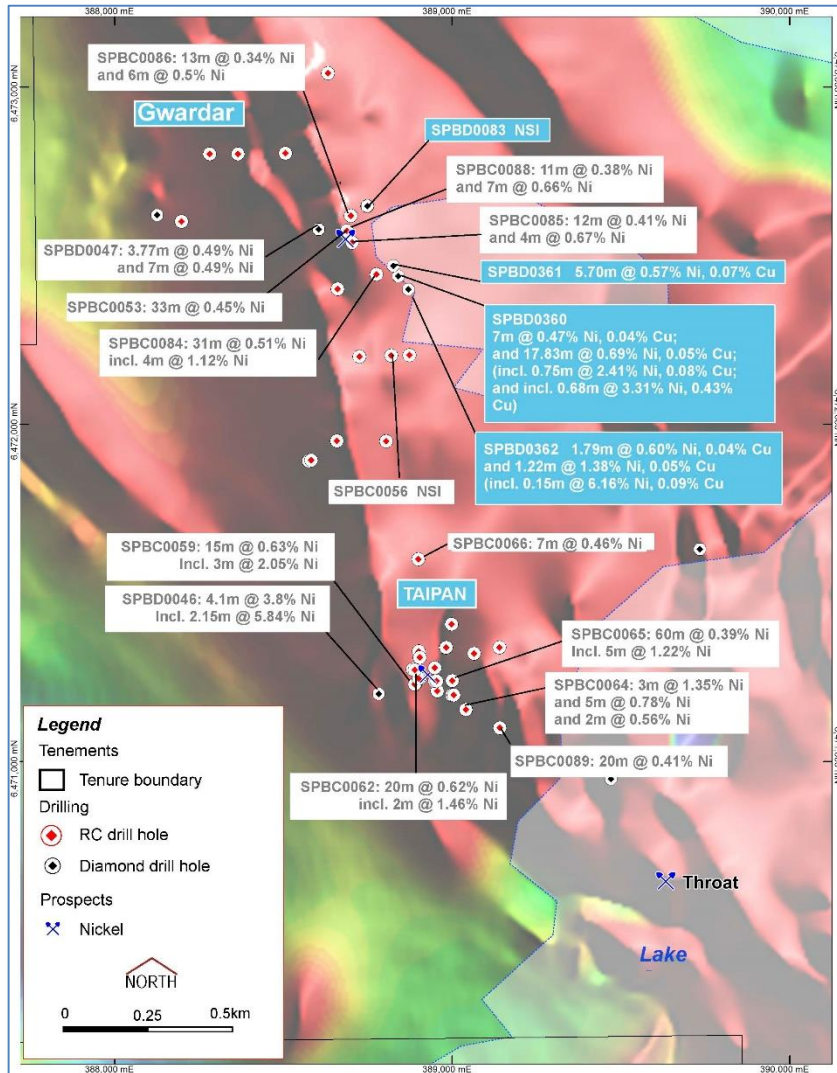 388,000 mE
389,000 mE
390,000 mE
SPBC0086: 13m @ 0.34% Ni
and 6m @ 0.5% Ni
6,473,000 mN
Gwardar
SPBD0083 NSI
SPBC0088: 11m @ 0.38% Ni
and 7m @ 0.66% Ni
SPBC0085: 12m @ 0.41% Ni
and 4m @ 0.67% Ni
SPBD0047: 3.77m @ 0.49% Ni
and 7m @ 0.49% Ni
SPBD0361 5.70m @ 0.57% Ni, 0.07% Cu
SPBC0053: 33m @ 0.45% Ni
SPBD0360
7m @ 0.47% Ni, 0.04% Cu;
and 17.83m @ 0.69% Ni, 0.05% Cu;
(incl. 0.75m @ 2.41% Ni, 0.08% Cu;
and incl. 0.68m @ 3.31% Ni, 0.43%
Cu)
SPBC0084: 31m @ 0.51% Ni
incl. 4m @ 1.12% Ni
6,472,000 mN
SPBD0362 1.79m @ 0.60% Ni, 0.04% Cu
and 1.22m @ 1.38% Ni, 0.05% Cu
(incl. 0.15m @ 6.16% Ni, 0.09% Cu
SPBC0056 NSI
SPBC0059: 15m @ 0.63% Ni
Incl. 3m @ 2.05% Ni
SPBC0066: 7m @ 0.46% Ni
SPBD0046: 4.1m @ 3.8% Ni
Incl. 2.15m @ 5.84% Ni
TAIPAN
SPBC0065: 60m @ 0.39% Ni
Incl. 5m @ 1.22% Ni
SPBC0064: 3m @ 1.35% Ni
and 5m @ 0.78% Ni
and 2m @ 0.56% Ni
6,471,000 mN
SPBC0089: 20m @ 0.41% Ni
SPBC0062: 20m @ 0.62% Ni
incl. 2m @ 1.46% Ni
Throat
Lake
Legend
Tenements
Tenure boundary
Drilling
RC drill hole
Diamond drill hole
Prospects
Nickel
NORTH
0 0.25 0.5km
388,000 mE
389,000 mE
390,000 mE